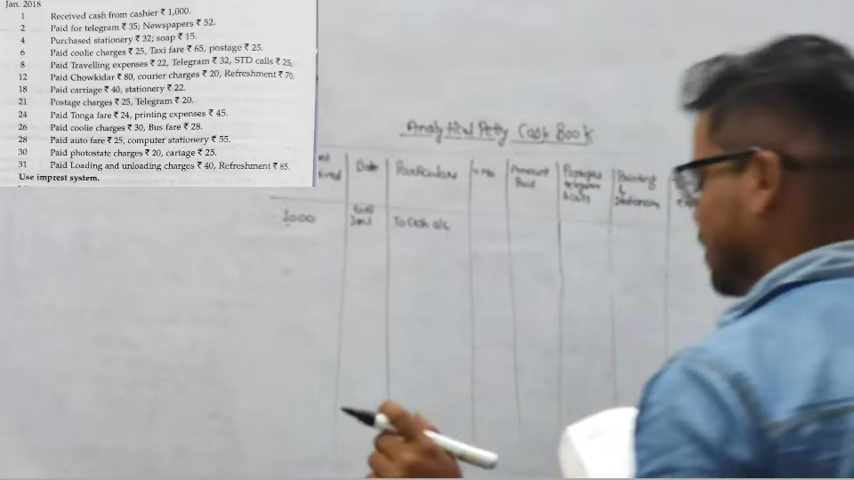 Jan. 2018
1 Received cash from cashier ₹ 1,000.
2 Paid for telegram ₹ 35; Newspapers ₹ 52.
4 Purchased stationery ₹ 32; soap ₹ 15.
6 Paid coolie charges ₹ 25, Taxi fare ₹ 65, postage ₹ 25.
8 Paid Travelling expenses ₹ 22, Telegram ₹ 32, STD calls ₹ 25,
12 Paid Chowkidar ₹ 80, courier charges ₹ 20, Refreshment ₹ 70
18 Paid carriage ₹ 40, stationery ₹ 22.
21 Postage charges ₹ 25, Telegram ₹ 20.
24 Paid Tonga fare ₹ 24, printing expenses ₹ 45.
26 Paid coolie charges ₹ 30, Bus fare ₹ 28.
28 Paid auto fare ₹ 25, computer stationery ₹ 55.
30 Paid photostate charges ₹ 20, cartage ₹ 25.
31 Paid Loading and unloading charges ₹ 40, Refreshment ₹ 85.
Use imprest system.
Analytical Petty Cash Book
Date Particulars Amount Paid Postages telegram &calls Printing & Stationery
1000 Jan1 To Cash a/c